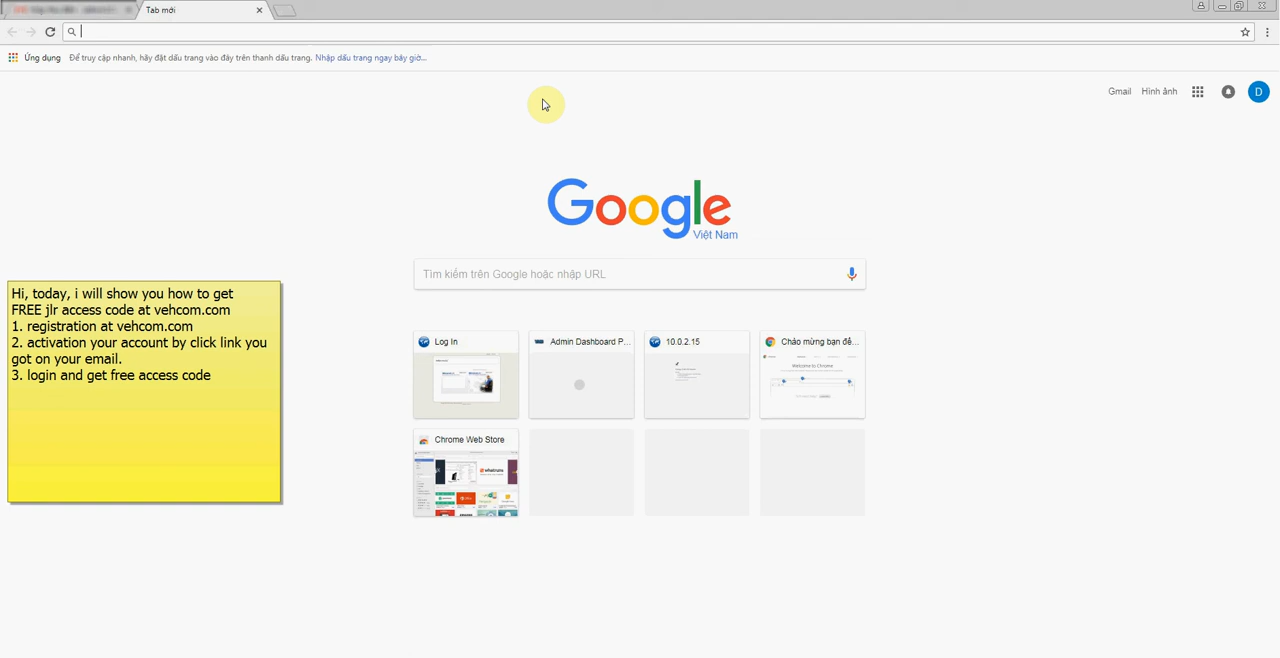 Tab mới
Ứng dụng Để truy cập nhanh, hãy đặt dấu trang vào đây trên thanh dấu trang. Nhập dấu trang ngay bây giờ...
Gmail Hình ảnh D
Google
Việt Nam
Tìm kiếm trên Google hoặc nhập URL
Hi, today, i will show you how to get
FREE jlr access code at vehcom.com
1. registration at vehcom.com
2. activation your account by click link you
got on your email.
3. login and get free access code
Log In Admin Dashboard P... 10.0.2.15 Chào mừng bạn đế...
Welcome to Chrome
Chrome Web Store